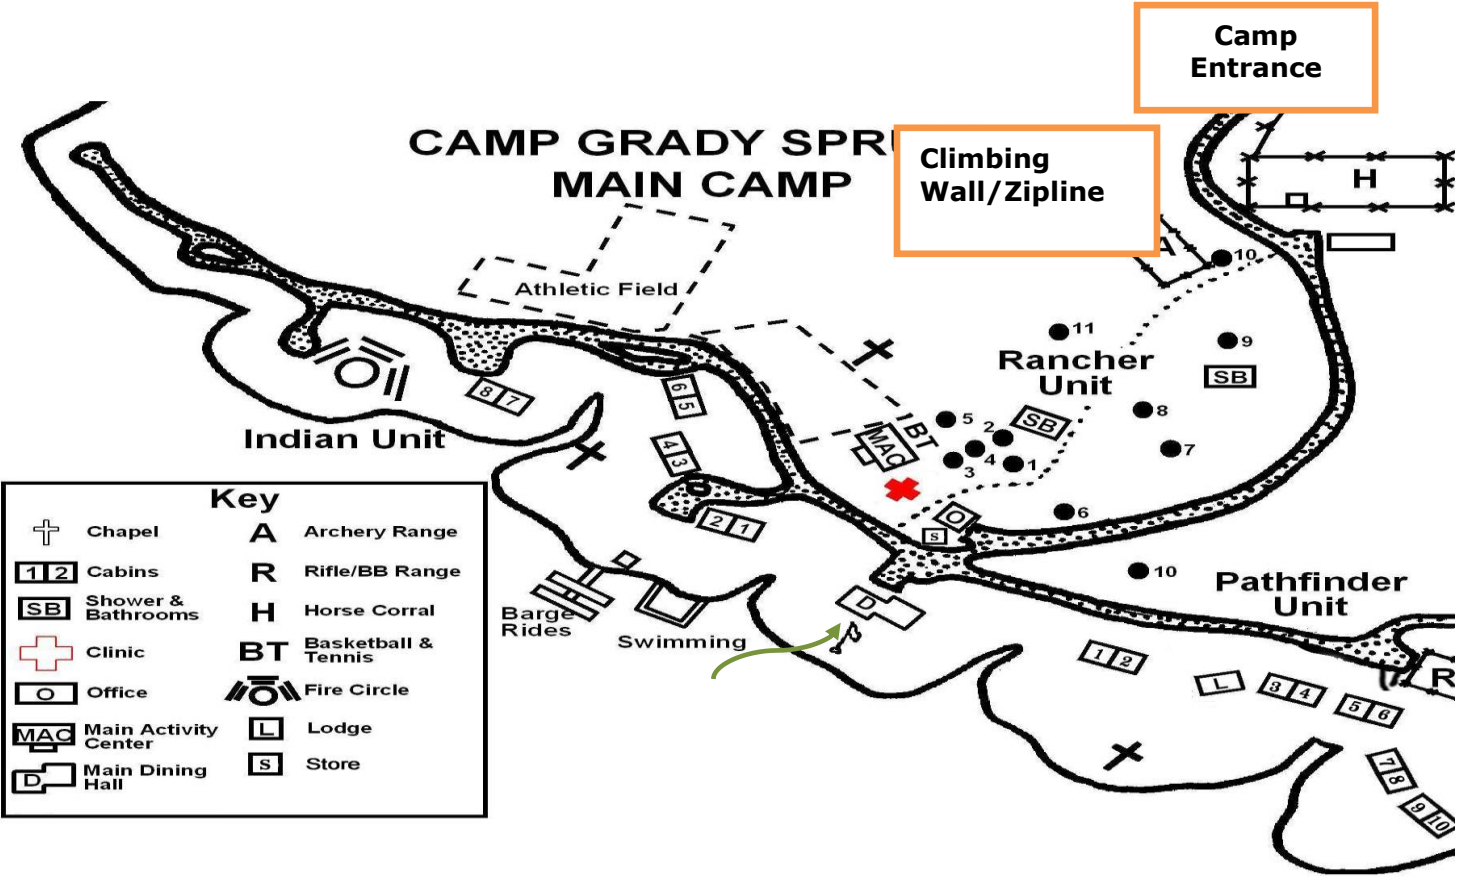 Camp
Entrance
CAMP GRADY SPRU
MAIN CAMP
Climbing
Wall/Zipline
H
A
10
Athletic Field
11
9
Rancher
Unit
SB
8
7
6
5
8
7
5
2
SB
BT
MAC
4
3
1
7
Indian Unit
4
3
O
S
6
2
1
10
Pathfinder
Unit
Barge
Rides
Swimming
D
1
2
L
3
4
5
6
R
7
8
9
10
Key
Chapel
A
Archery Range
1
2
Cabins
R
Rifle/BB Range
SB
Shower &
Bathrooms
H
Horse Corral
Clinic
BT
Basketball &
Tennis
O
Office
Fire Circle
MAC
Main Activity
Center
L
Lodge
D
Main Dining
Hall
S
Store